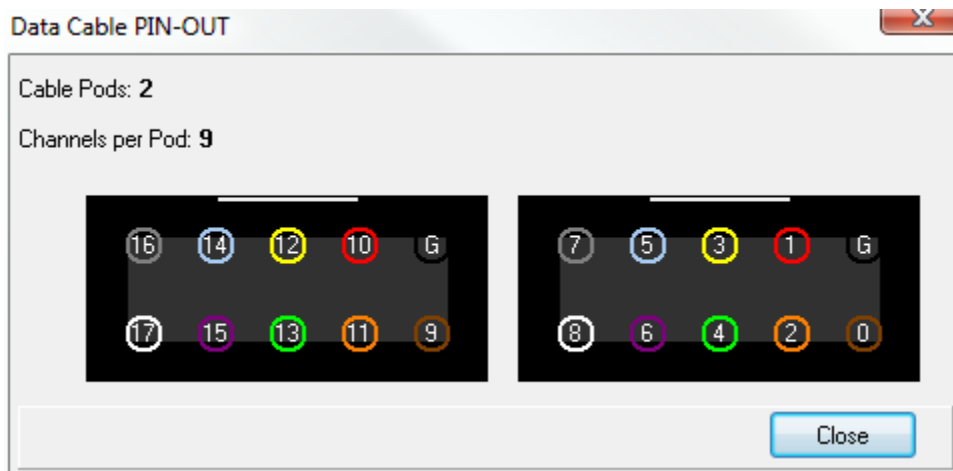 Data Cable PIN-OUT
X
Cable Pods: 2
Channels per Pod: 9
16 14 12 10 G
17 15 13 11 9
7 5 3 1 G
8 6 4 2 0
Close